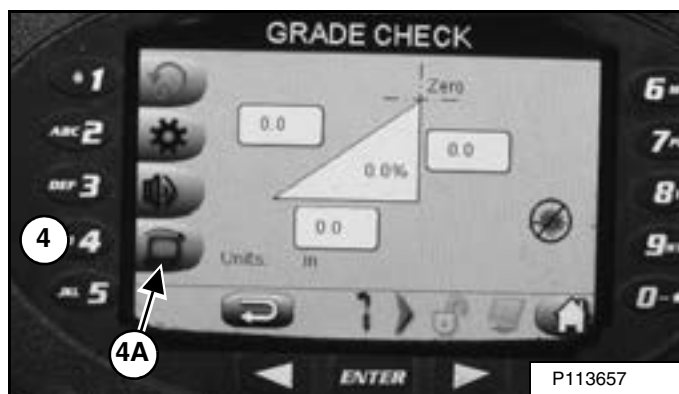 GRADE CHECK
1
ABC 2
DEF 3
4
4
JKL 5
4A
Zero
0.0
0.0
0.0%
0.0
Units: in
6
7
8
9
0
ENTER
P113657